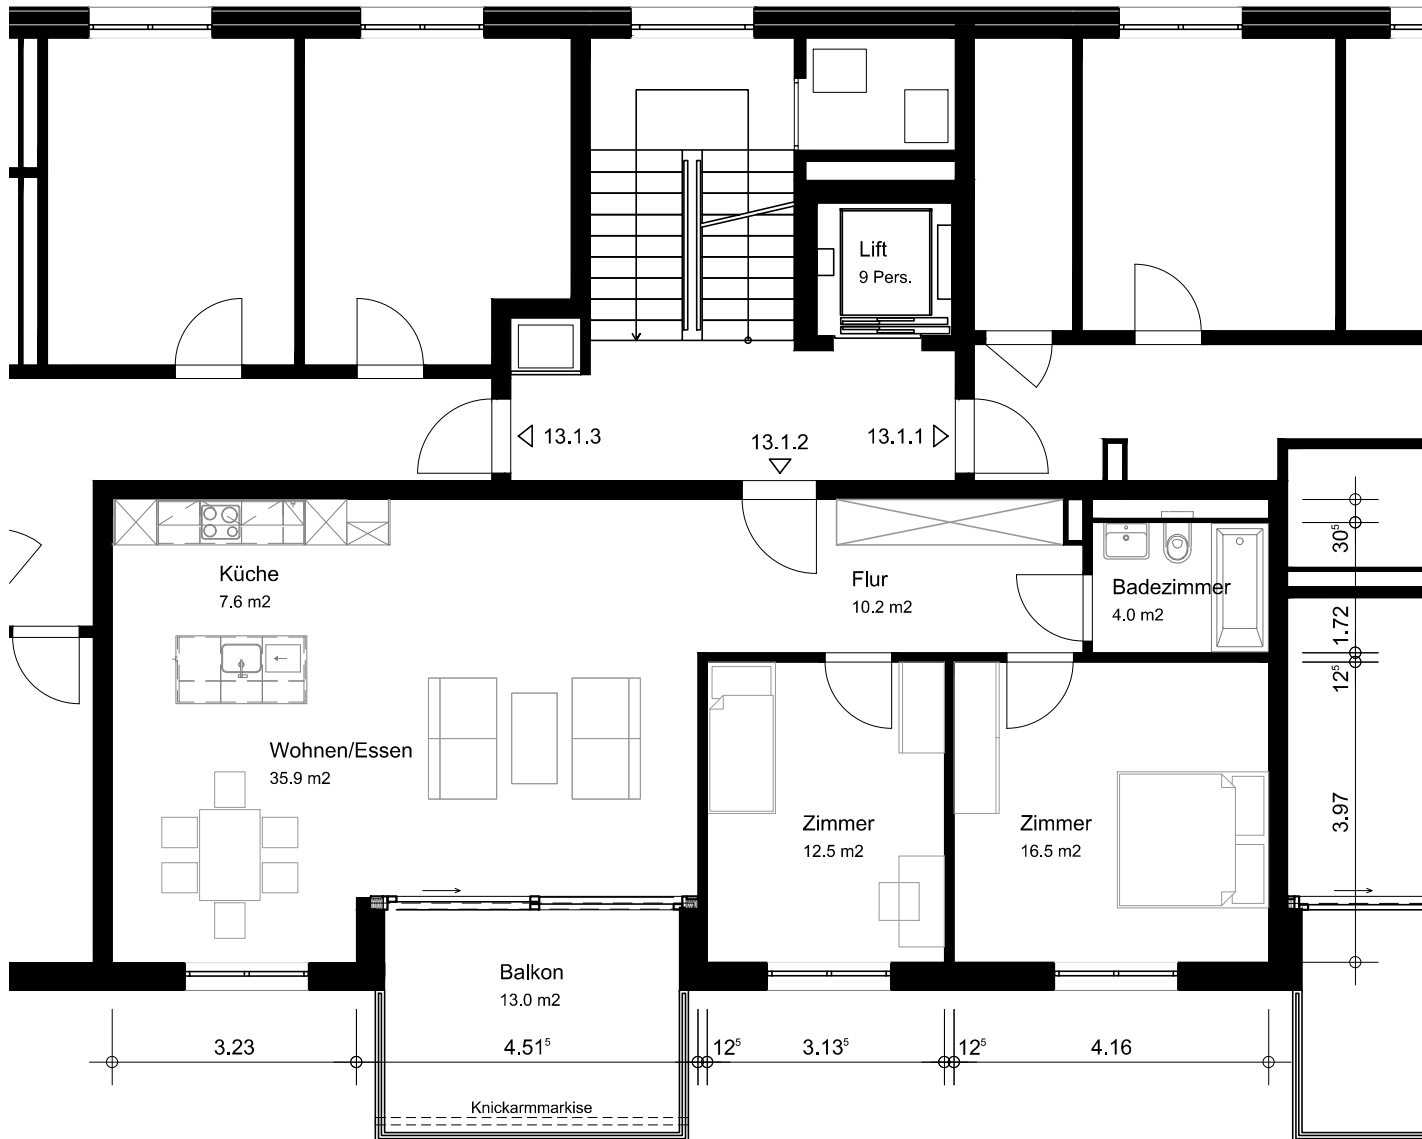 Lift
9 Pers.
13.1.3
13.1.2
13.1.1
Küche
7.6 m2
Flur
10.2 m2
Badezimmer
4.0 m2
30⁵
1.72
12⁵
3.97
Wohnen/Essen
35.9 m2
Zimmer
12.5 m2
Zimmer
16.5 m2
Balkon
13.0 m2
3.23
4.51⁵
12⁵
3.13⁵
12⁵
4.16
Knickarmmarkise